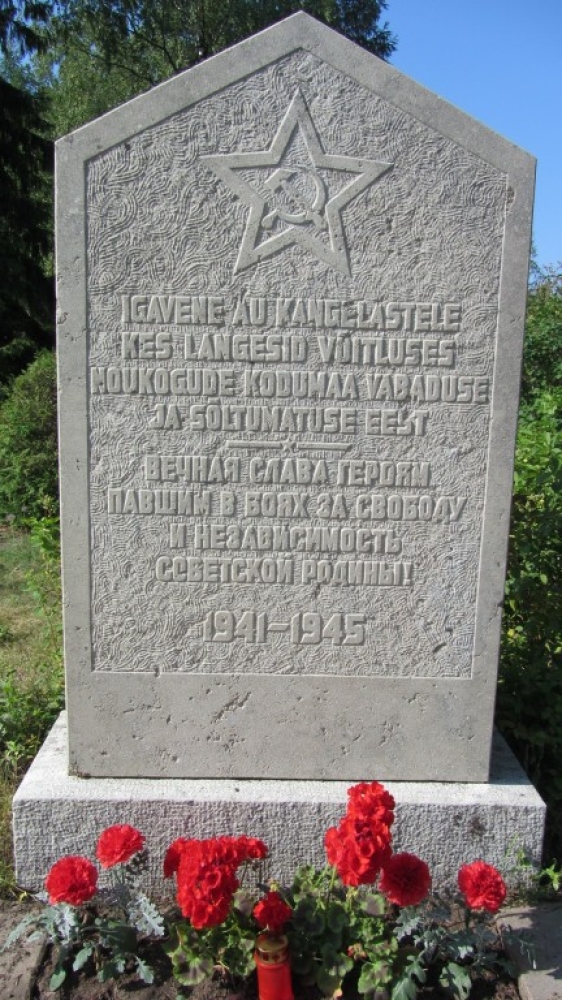 IGAVENE AU KANGELASTELE
KES LANGESID VÕITLUSES
NÕUKOGUDE KODUMAA VABADUSE
JA SÕLTUMATUSE EEST
ВЕЧНАЯ СЛАВА ГЕРОЯМ
ПАВШИМ В БОЯХ ЗА СВОБОДУ
И НЕЗАВИСИМОСТЬ
СОВЕТСКОЙ РОДИНЫ!
1941-1945